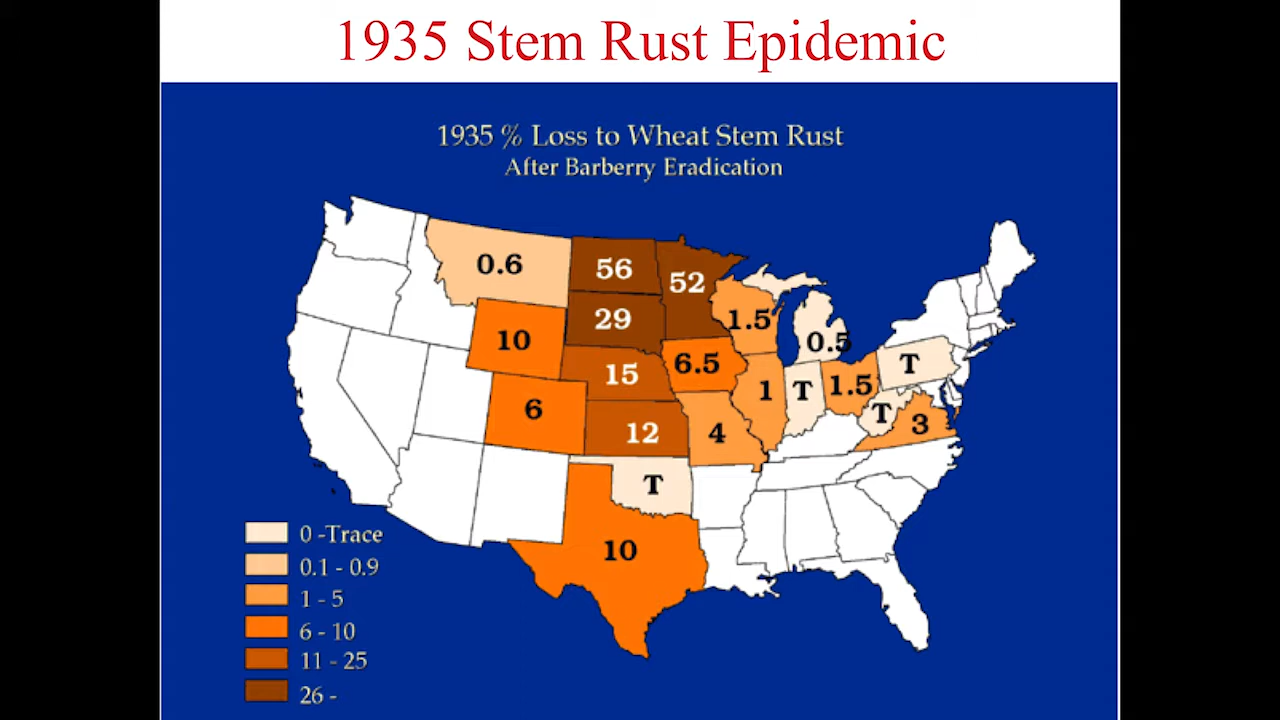 1935 Stem Rust Epidemic
1935 % Loss to Wheat Stem Rust
After Barberry Eradication
0.6
56
52
29
1.5
10
0.5
6.5
15
T
1
T
1.5
6
T
3
12
4
T
10
0 -Trace
0.1 - 0.9
1 - 5
6 - 10
11 - 25
26 -